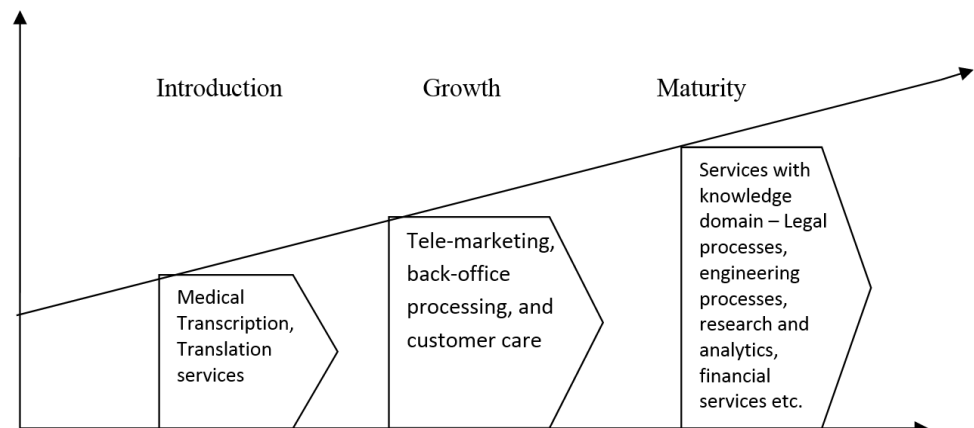 Introduction
Growth
Maturity
Medical
Transcription,
Translation
services
Tele-marketing,
back-office
processing, and
customer care
Services with
knowledge
domain – Legal
processes,
engineering
processes,
research and
analytics,
financial
services etc.